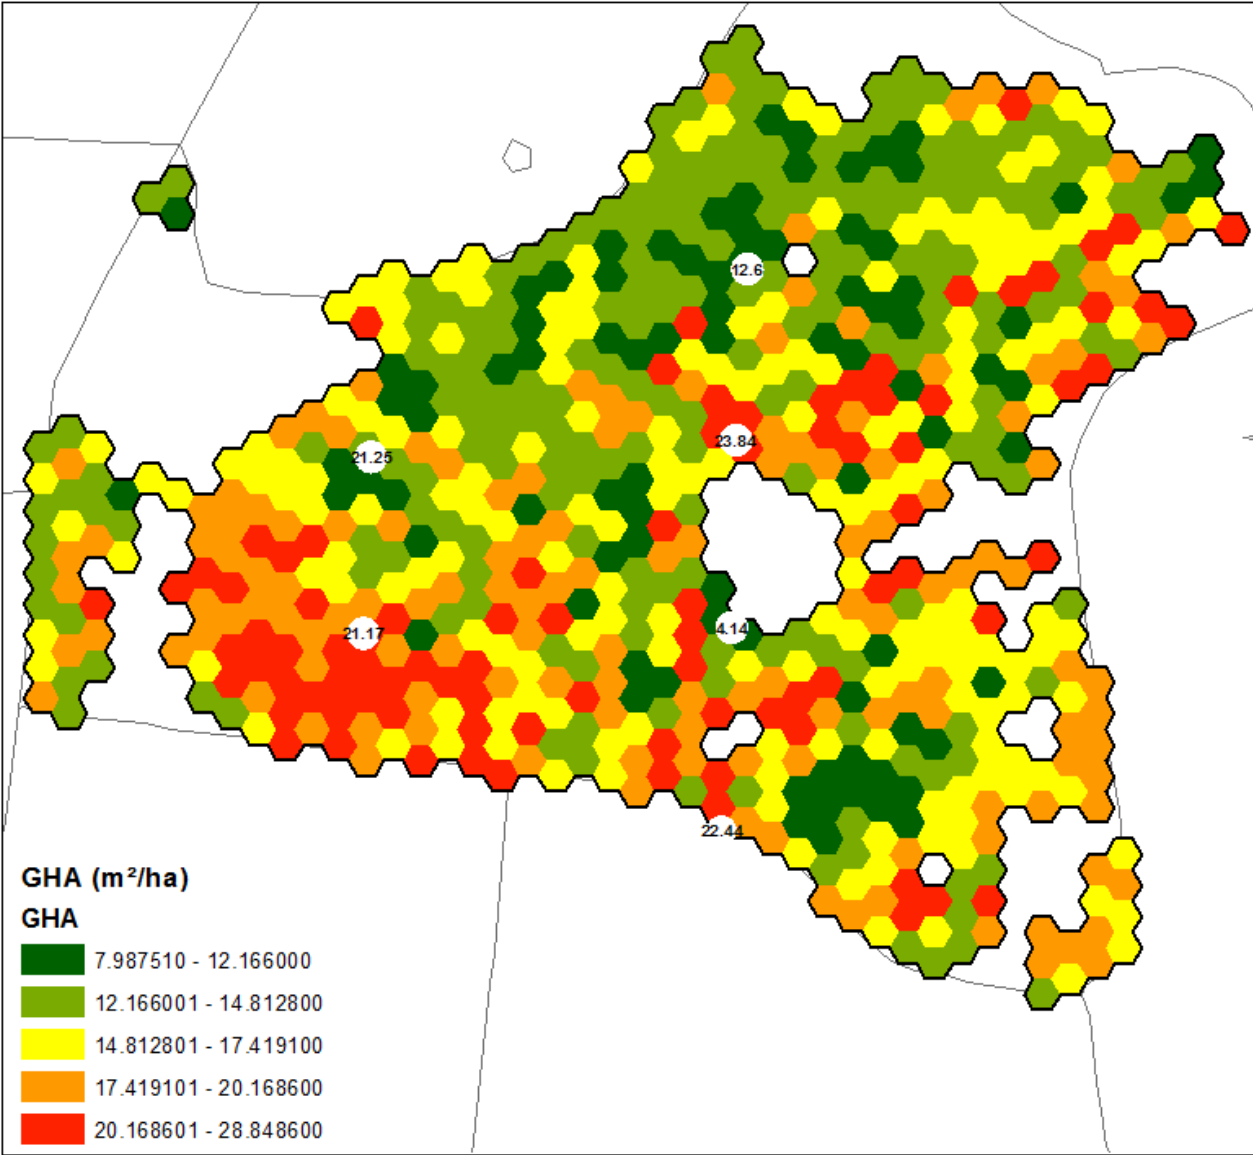 12.6
23.84
21.25
4.14
21.17
22.44
GHA (m²/ha)
GHA
7.987510 - 12.166000
12.166001 - 14.812800
14.812801 - 17.419100
17.419101 - 20.168600
20.168601 - 28.848600